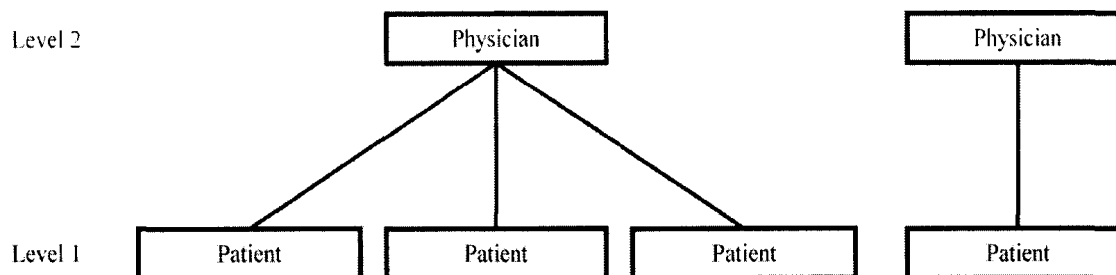 Level 2 Physician Physician
Level 1 Patient Patient Patient Patient